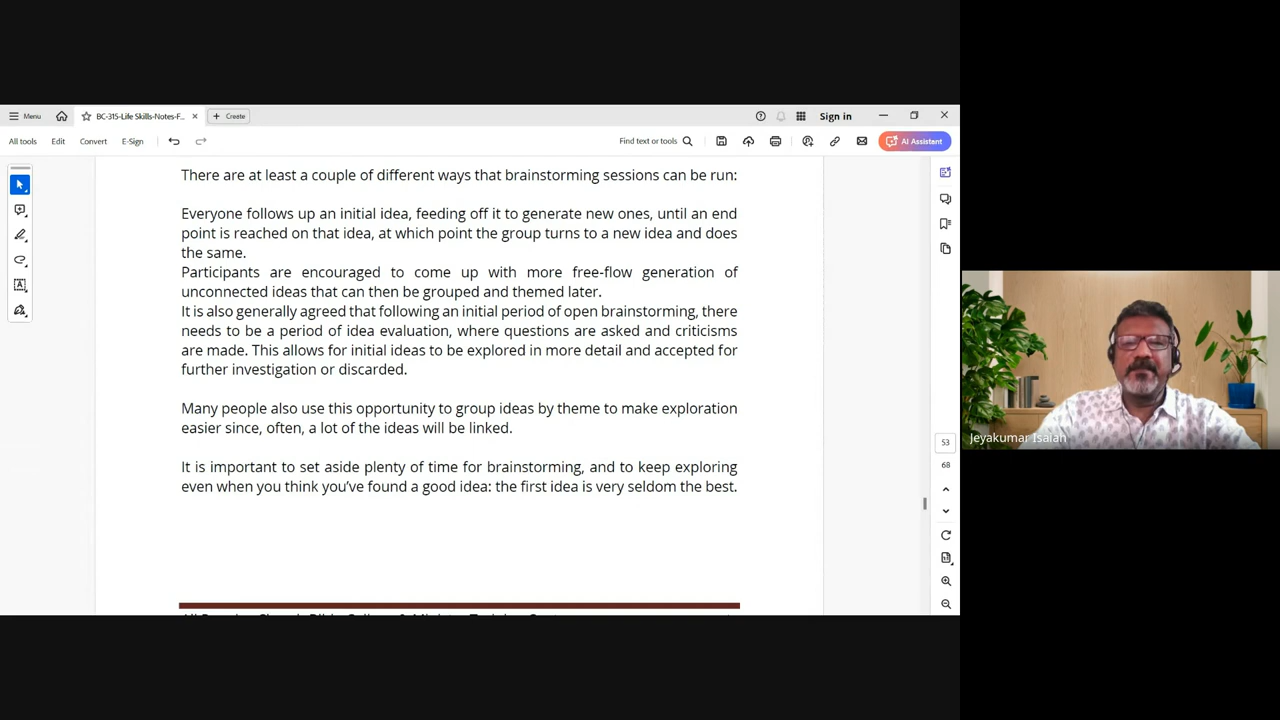 Menu
BC-315-Life Skills-Notes-F...
Create
Sign in
All tools
Edit
Convert
E-Sign
Find text or tools
AI Assistant
There are at least a couple of different ways that brainstorming sessions can be run:
Everyone follows up an initial idea, feeding off it to generate new ones, until an end
point is reached on that idea, at which point the group turns to a new idea and does
the same.
Participants are encouraged to come up with more free-flow generation of
unconnected ideas that can then be grouped and themed later.
It is also generally agreed that following an initial period of open brainstorming, there
needs to be a period of idea evaluation, where questions are asked and criticisms
are made. This allows for initial ideas to be explored in more detail and accepted for
further investigation or discarded.
Many people also use this opportunity to group ideas by theme to make exploration
easier since, often, a lot of the ideas will be linked.
It is important to set aside plenty of time for brainstorming, and to keep exploring
even when you think you've found a good idea: the first idea is very seldom the best.
53
68
Jeyakumar Isaiah